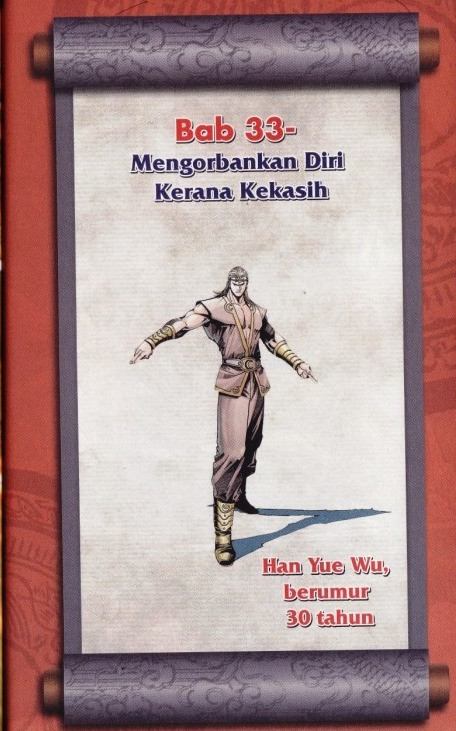 Bab 33-
Mengorbankan Diri
Kerana Kekasih
Han Yue Wu,
berumur
30 tahun